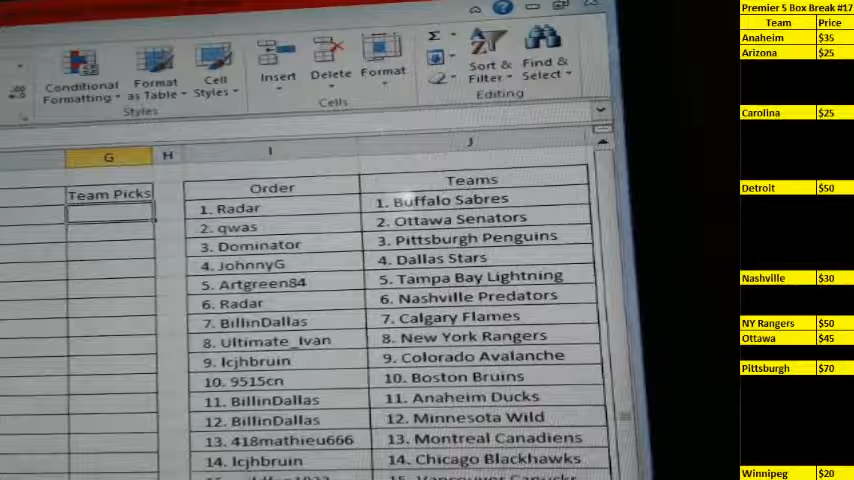 Premier 5 Box Break #17
Team Price
Anaheim $35
Arizona $25
Carolina $25
Detroit $50
Nashville $30
NY Rangers $50
Ottawa $45
Pittsburgh $70
Winnipeg $20
Conditional Formatting
Format as Table
Cell Styles
Insert
Delete
Format
Σ
Sort & Filter
Find & Select
Styles
Cells
Editing
G H I J
Team Picks
Order Teams
1. Radar 1. Buffalo Sabres
2. qwas 2. Ottawa Senators
3. Dominator 3. Pittsburgh Penguins
4. JohnnyG 4. Dallas Stars
5. Artgreen84 5. Tampa Bay Lightning
6. Radar 6. Nashville Predators
7. BillinDallas 7. Calgary Flames
8. Ultimate_Ivan 8. New York Rangers
9. lcjhbruin 9. Colorado Avalanche
10. 9515cn 10. Boston Bruins
11. BillinDallas 11. Anaheim Ducks
12. BillinDallas 12. Minnesota Wild
13. 418mathieu666 13. Montreal Canadiens
14. lcjhbruin 14. Chicago Blackhawks